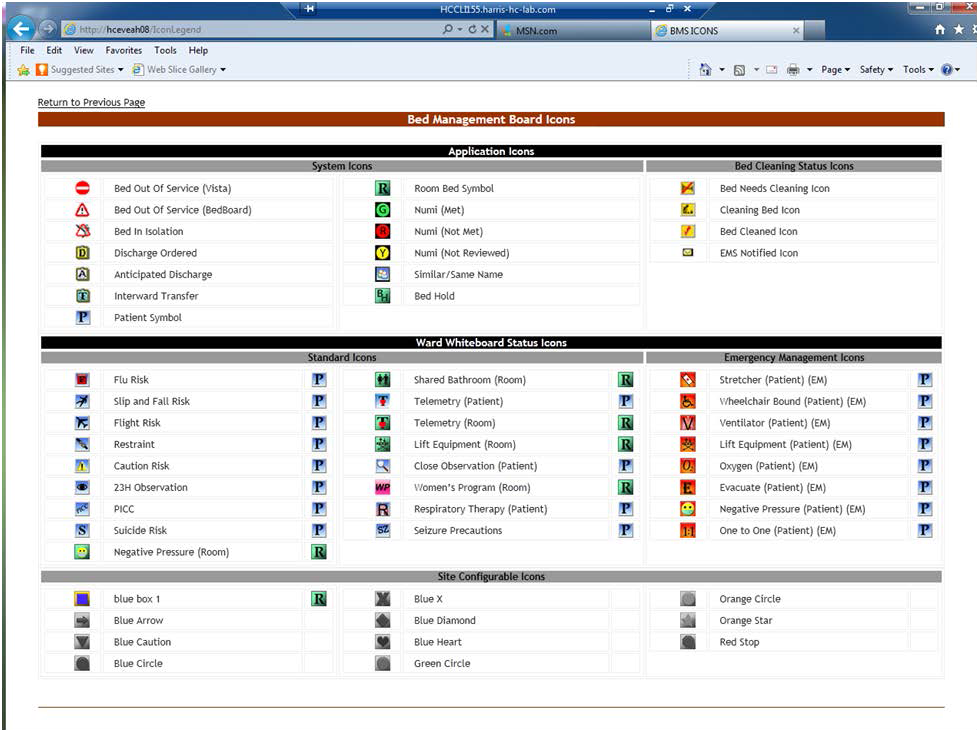 HCCLI1155.harris-hc-lab.com
http://hceveah08/IconLegend
MSN.com
BMS ICONS
File Edit View Favorites Tools Help
Suggested Sites Web Slice Gallery Page Safety Tools
Return to Previous Page
Bed Management Board Icons
Application Icons
System Icons Bed Cleaning Status Icons
Bed Out Of Service (Vista) R Room Bed Symbol Bed Needs Cleaning Icon
Bed Out Of Service (BedBoard) G Numi (Met) Cleaning Bed Icon
Bed In Isolation R Numi (Not Met) Bed Cleaned Icon
D Discharge Ordered Y Numi (Not Reviewed) EMS Notified Icon
A Anticipated Discharge Similar/Same Name
T Interward Transfer BH Bed Hold
P Patient Symbol
Ward Whiteboard Status Icons
Standard Icons Emergency Management Icons
Flu Risk P Shared Bathroom (Room) R Stretcher (Patient) (EM) P
Slip and Fall Risk P T Telemetry (Patient) P Wheelchair Bound (Patient) (EM) P
Flight Risk P T Telemetry (Room) R V Ventilator (Patient) (EM) P
Restraint P Lift Equipment (Room) R Lift Equipment (Patient) (EM) P
Caution Risk P Close Observation (Patient) P O₂ Oxygen (Patient) (EM) P
23H Observation P WP Women's Program (Room) R E Evacuate (Patient) (EM) P
PICC P R Respiratory Therapy (Patient) P Negative Pressure (Patient) (EM) P
S Suicide Risk P SZ Seizure Precautions P 1:1 One to One (Patient) (EM) P
Negative Pressure (Room) R
Site Configurable Icons
blue box 1 R Blue X Orange Circle
Blue Arrow Blue Diamond Orange Star
Blue Caution Blue Heart Red Stop
Blue Circle Green Circle